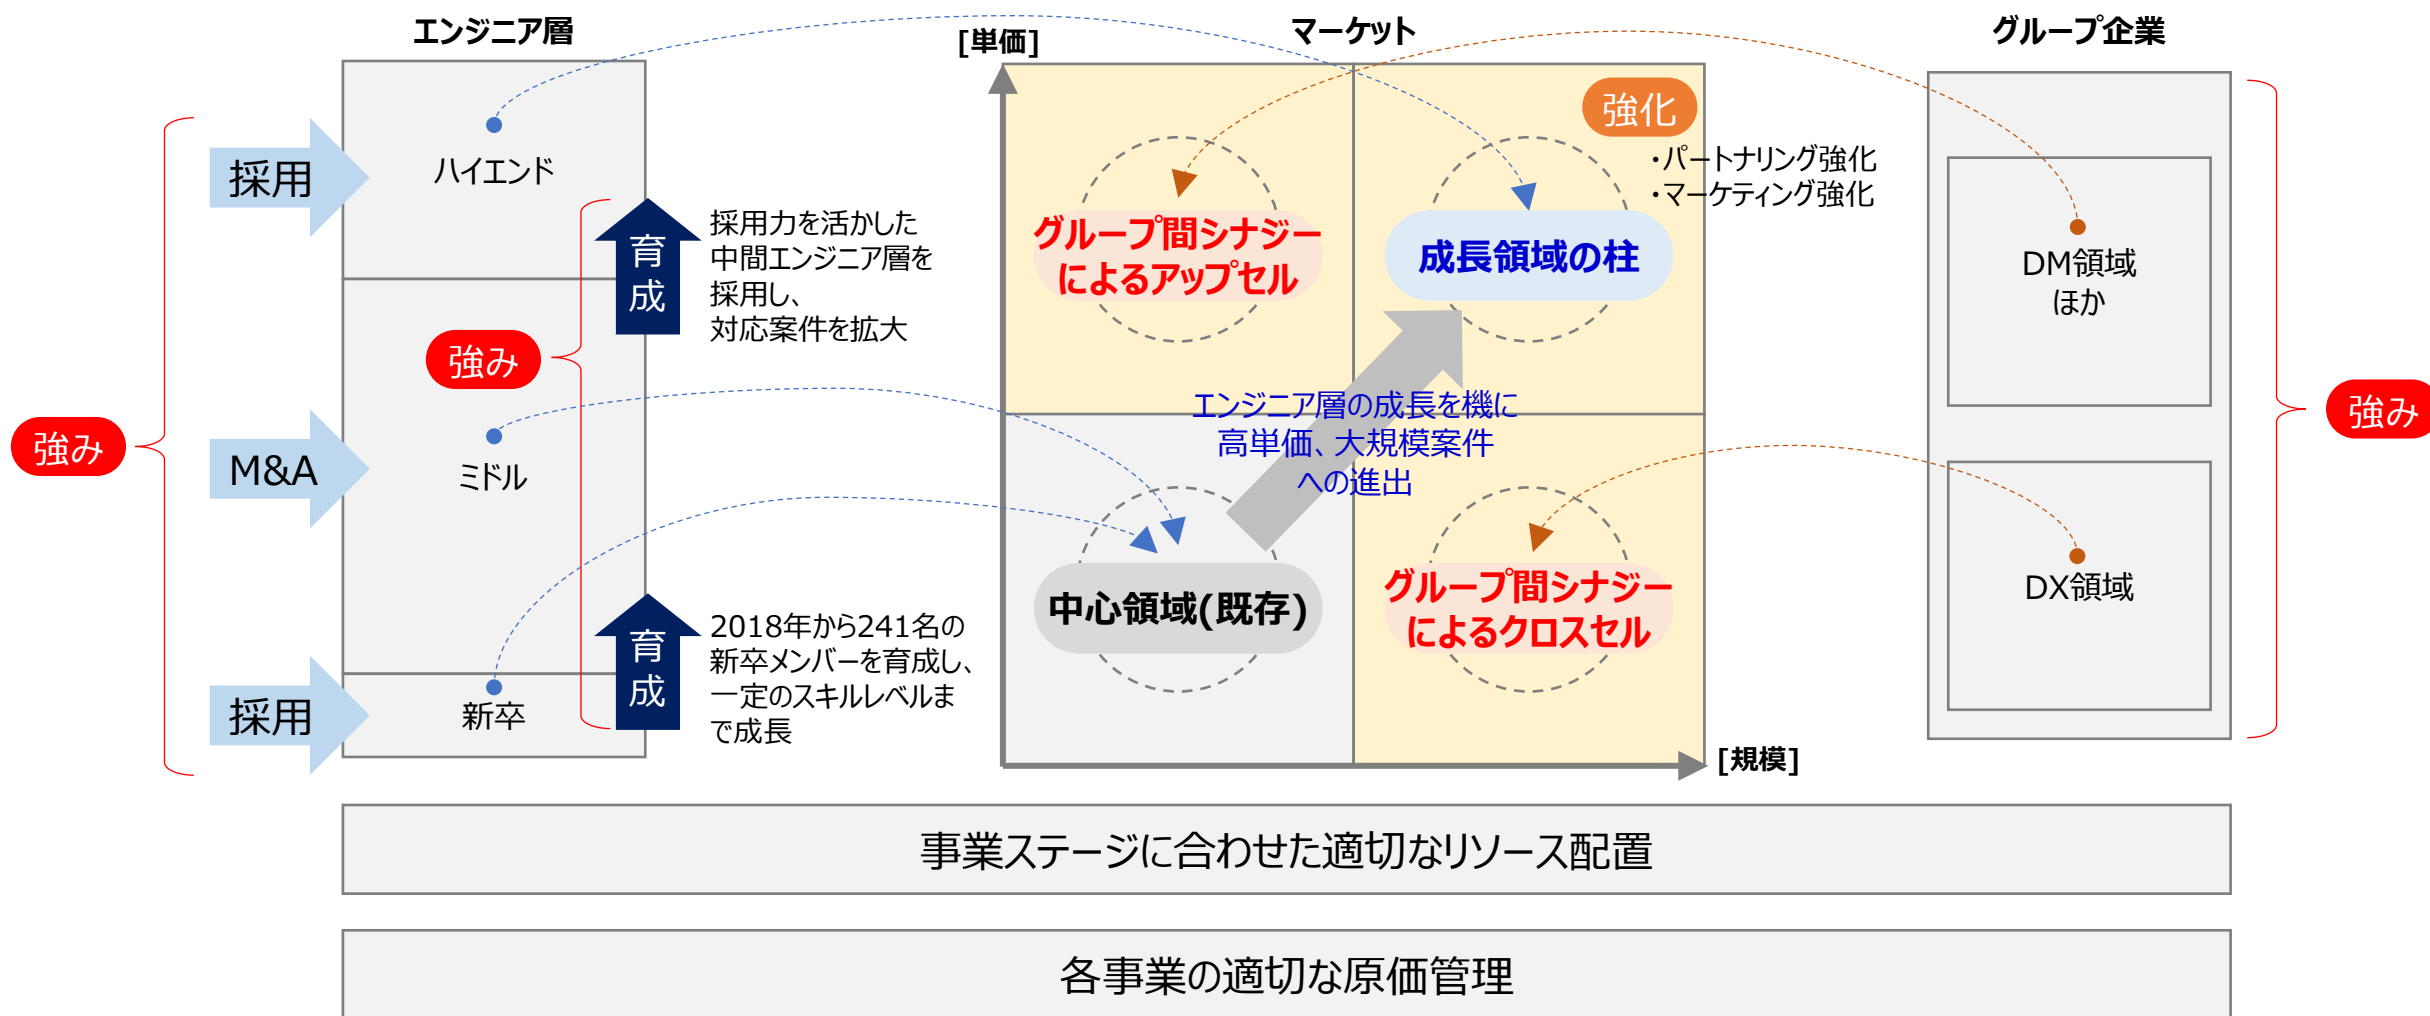 エンジニア層
[単価]
マーケット
グループ企業
強み
採用
M&A
採用
ハイエンド
強み
ミドル
新卒
育
成
採用力を活かした
中間エンジニア層を
採用し、
対応案件を拡大
育
成
2018年から241名の
新卒メンバーを育成し、
一定のスキルレベルま
で成長
強化
・パートナリング強化
・マーケティング強化
グループ間シナジー
によるアップセル
成長領域の柱
エンジニア層の成長を機に
高単価、大規模案件
への進出
中心領域(既存)
グループ間シナジー
によるクロスセル
[規模]
DM領域
ほか
DX領域
強み
事業ステージに合わせた適切なリソース配置
各事業の適切な原価管理